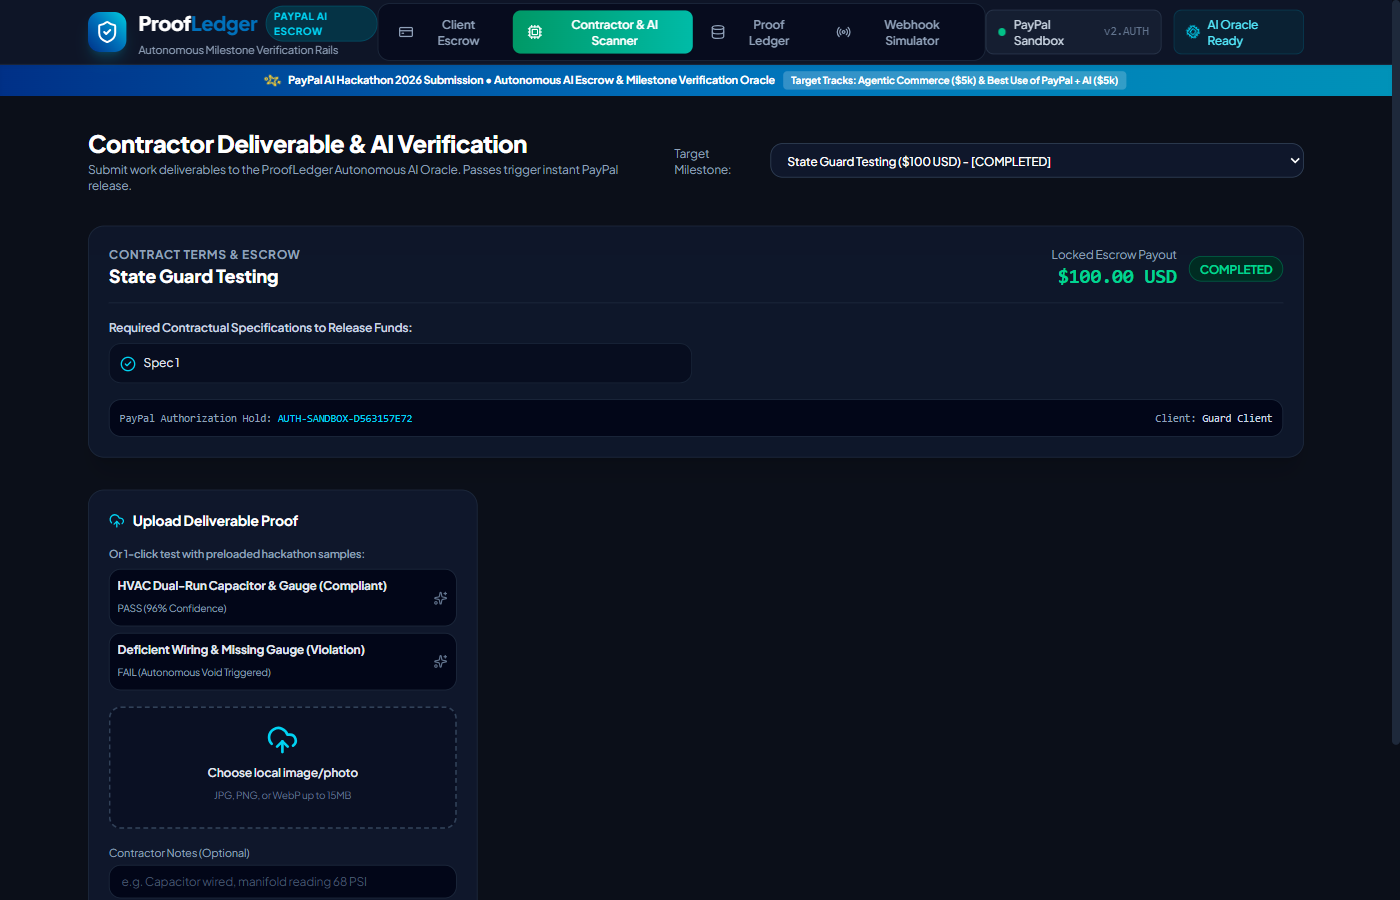 ProofLedger
PAYPAL AI
ESCROW
Autonomous Milestone Verification Rails
Client
Escrow
Contractor & AI
Scanner
Proof
Ledger
Webhook
Simulator
PayPal
Sandbox
v2.AUTH
AI Oracle
Ready
PayPal AI Hackathon 2026 Submission • Autonomous AI Escrow & Milestone Verification Oracle
Target Tracks: Agentic Commerce ($5k) & Best Use of PayPal + AI ($5k)
Contractor Deliverable & AI Verification
Submit work deliverables to the ProofLedger Autonomous AI Oracle. Passes trigger instant PayPal
release.
Target
Milestone:
State Guard Testing ($100 USD) - [COMPLETED]
CONTRACT TERMS & ESCROW
State Guard Testing
Locked Escrow Payout
$100.00 USD
COMPLETED
Required Contractual Specifications to Release Funds:
Spec 1
PayPal Authorization Hold: AUTH-SANDBOX-D563157E72
Client: Guard Client
Upload Deliverable Proof
Or 1-click test with preloaded hackathon samples:
HVAC Dual-Run Capacitor & Gauge (Compliant)
PASS (96% Confidence)
Deficient Wiring & Missing Gauge (Violation)
FAIL (Autonomous Void Triggered)
Choose local image/photo
JPG, PNG, or WebP up to 15MB
Contractor Notes (Optional)
e.g. Capacitor wired, manifold reading 68 PSI